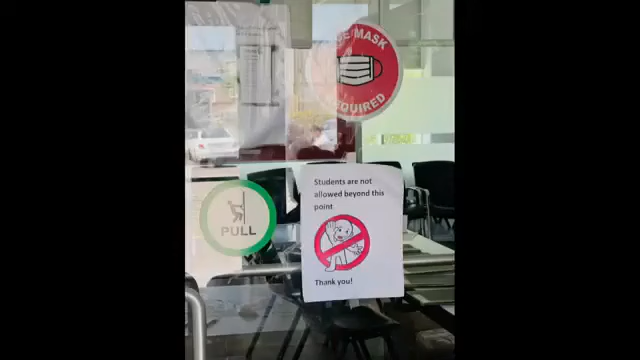 MASK
REQUIRED
Students are not
allowed beyond this
point
PULL
Thank you!